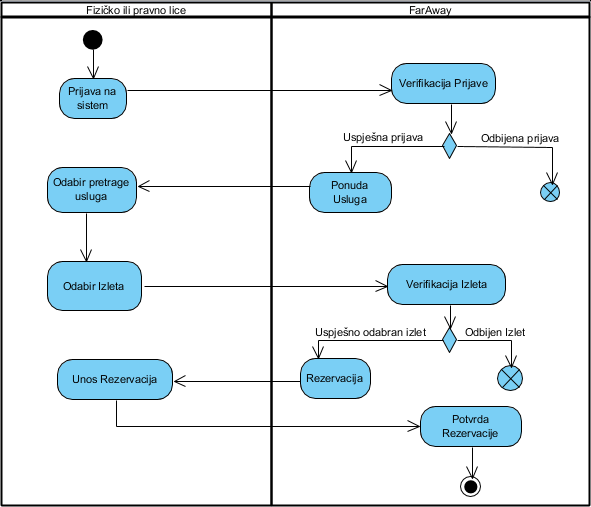 Fizičko ili pravno lice
FarAway
Prijava na
sistem
Verifikacija Prijave
Uspješna prijava
Odbijena prijava
Odabir pretrage
usluga
Ponuda
Usluga
Odabir Izleta
Verifikacija Izleta
Uspješno odabran izlet
Odbijen Izlet
Unos Rezervacija
Rezervacija
Potvrda
Rezervacije